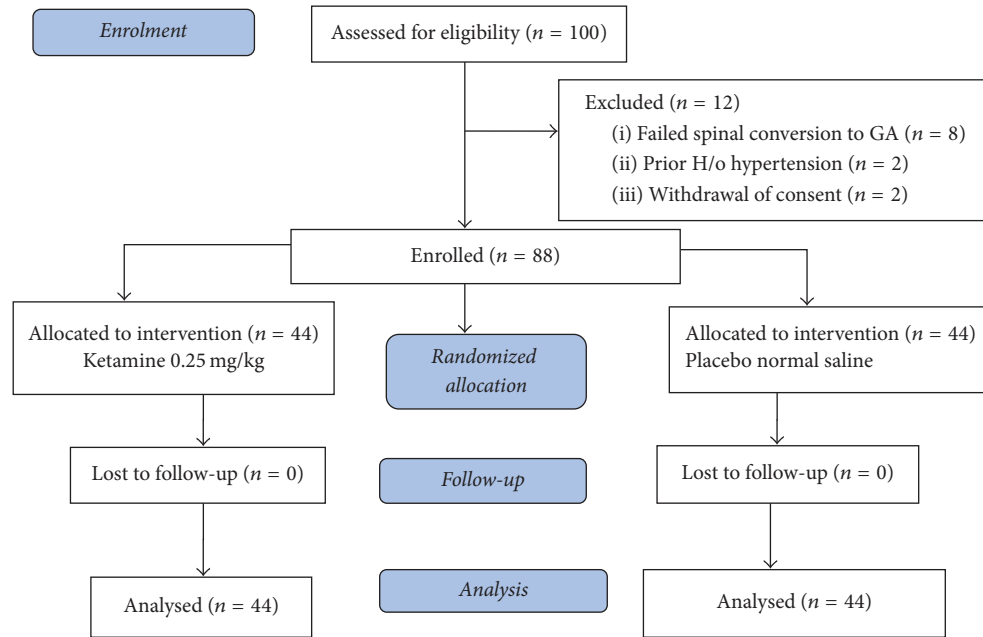 Enrolment
Assessed for eligibility (n = 100)
Excluded (n = 12)
(i) Failed spinal conversion to GA (n = 8)
(ii) Prior H/o hypertension (n = 2)
(iii) Withdrawal of consent (n = 2)
Enrolled (n = 88)
Allocated to intervention (n = 44)
Ketamine 0.25 mg/kg
Randomized
allocation
Allocated to intervention (n = 44)
Placebo normal saline
Lost to follow-up (n = 0)
Follow-up
Lost to follow-up (n = 0)
Analysed (n = 44)
Analysis
Analysed (n = 44)